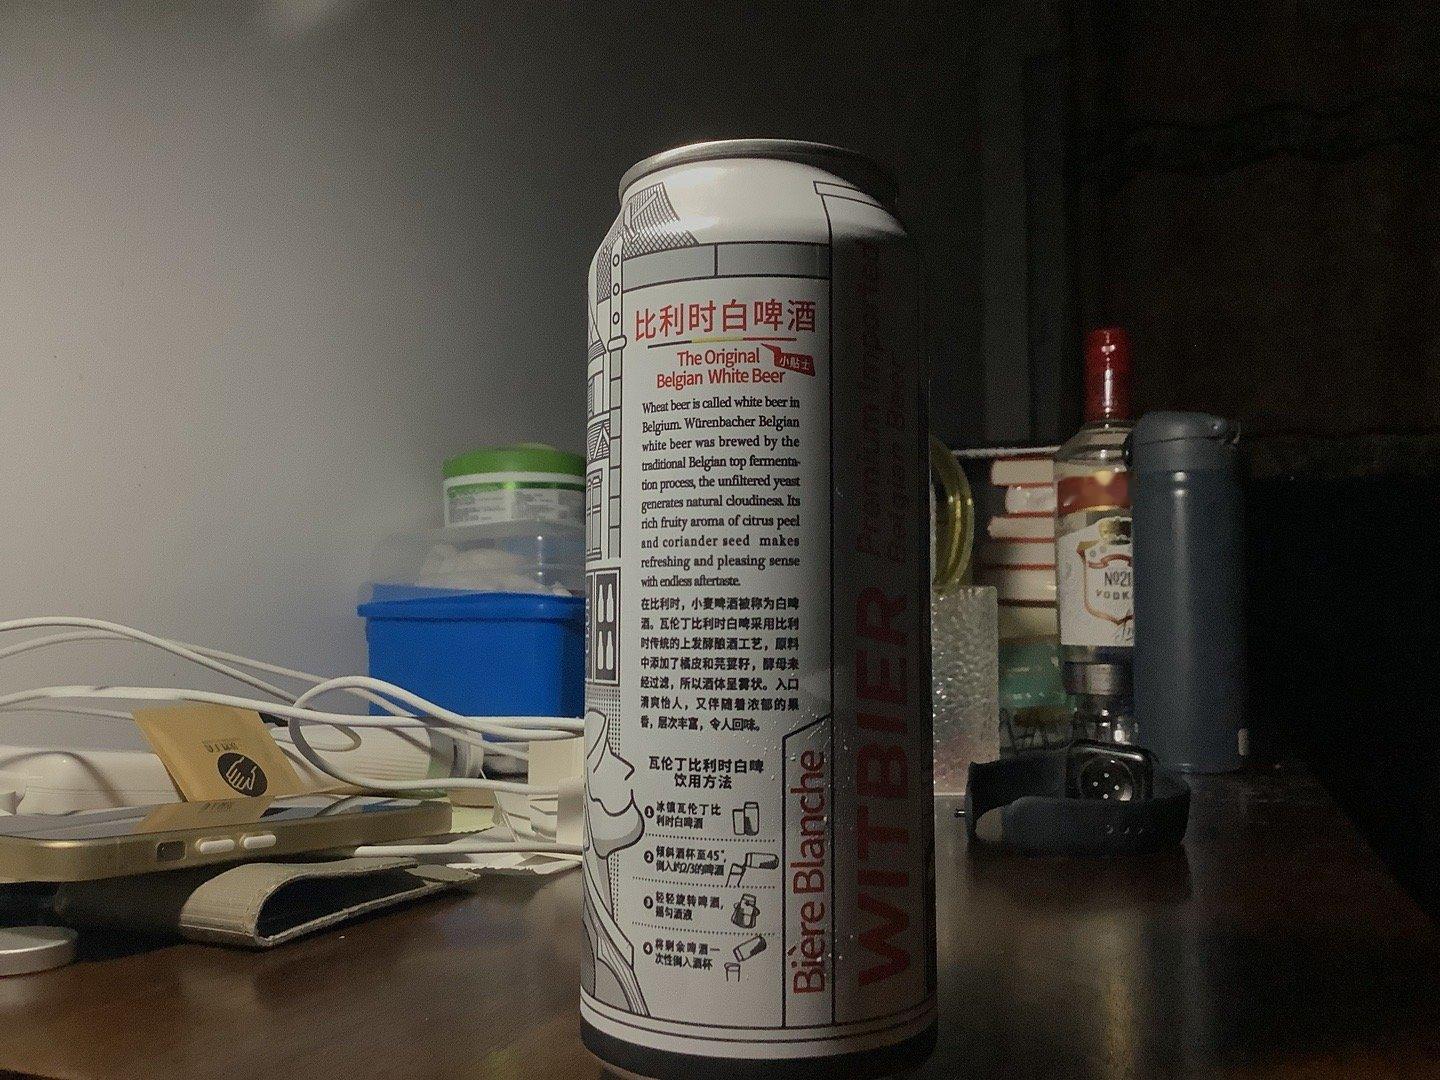 比利时白啤酒
The Original
Belgian White Beer
小贴士
Wheat beer is called white beer in
Belgium. Würenbacher Belgian
white beer was brewed by the
traditional Belgian top fermenta-
tion process, the unfiltered yeast
generates natural cloudiness. Its
rich fruity aroma of citrus peel
and coriander seed makes
refreshing and pleasing sense
with endless aftertaste.
在比利时，小麦啤酒被称为白啤
酒。瓦伦丁比利时白啤采用比利
时传统的上发酵酿酒工艺，原料
中添加了橘皮和芫荽籽，酵母未
经过滤，所以酒体呈雾状。入口
清爽怡人，又伴随着浓郁的果
香，层次丰富，令人回味。
瓦伦丁比利时白啤
饮用方法
1 冰镇瓦伦丁比
利时白啤酒
2 倾斜酒杯至45°,
倒入约2/3的啤酒
3 轻轻旋转啤酒,
摇匀酒液
4 将剩余啤酒一
次性倒入酒杯
Bière Blanche
WITBIER
Premium Imported
Belgian Beer
Nº21
VODKA